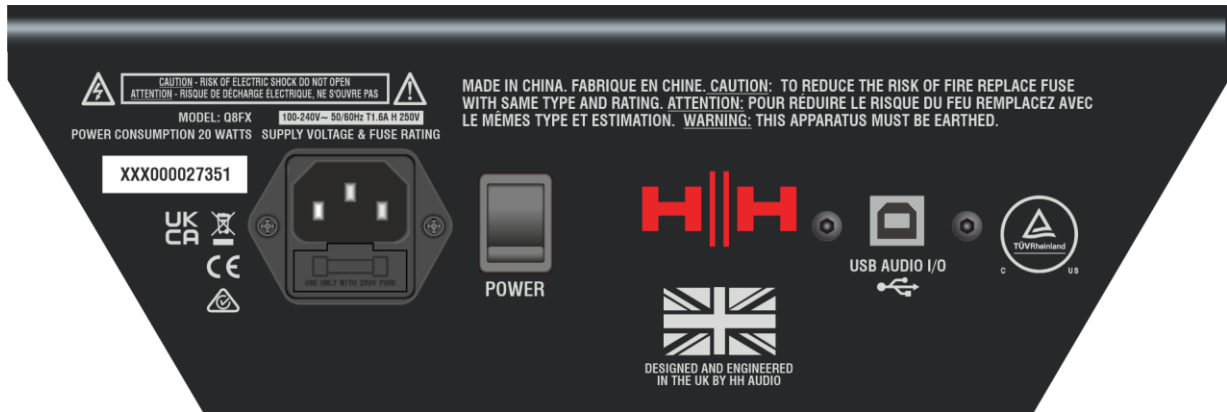 CAUTION - RISK OF ELECTRIC SHOCK DO NOT OPEN
ATTENTION - RISQUE DE DÉCHARGE ÉLECTRIQUE, NE S'OUVRE PAS
MODEL: Q8FX
100-240V~ 50/60Hz T1.6A H 250V
POWER CONSUMPTION 20 WATTS
SUPPLY VOLTAGE & FUSE RATING
XXX000027351
UK
CA
CE
USE ONLY WITH 250V FUSE
POWER
MADE IN CHINA. FABRIQUE EN CHINE. CAUTION: TO REDUCE THE RISK OF FIRE REPLACE FUSE
WITH SAME TYPE AND RATING. ATTENTION: POUR RÉDUIRE LE RISQUE DU FEU REMPLACEZ AVEC
LE MÊMES TYPE ET ESTIMATION. WARNING: THIS APPARATUS MUST BE EARTHED.
H||H
DESIGNED AND ENGINEERED
IN THE UK BY HH AUDIO
USB AUDIO I/O
TÜVRheinland
C US